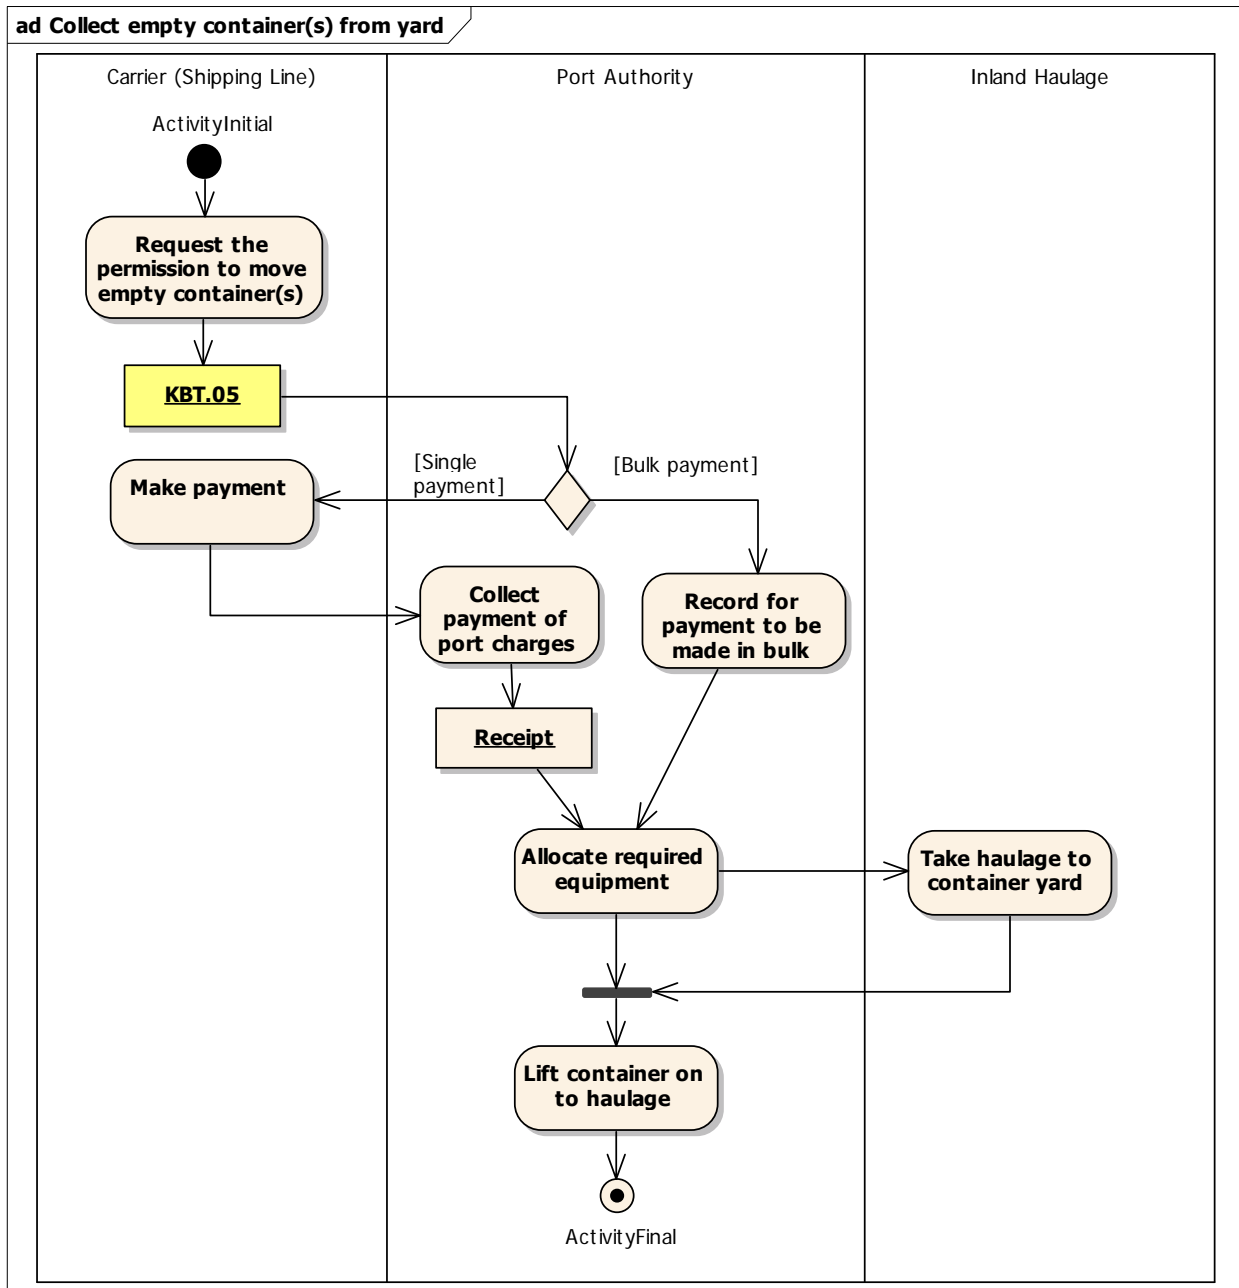 ad Collect empty container(s) from yard
Carrier (Shipping Line)
Port Authority
Inland Haulage
ActivityInitial
Request the
permission to move
empty container(s)
KBT.05
[Single
payment]
[Bulk payment]
Make payment
Collect
payment of
port charges
Record for
payment to be
made in bulk
Receipt
Allocate required
equipment
Take haulage to
container yard
Lift container on
to haulage
ActivityFinal